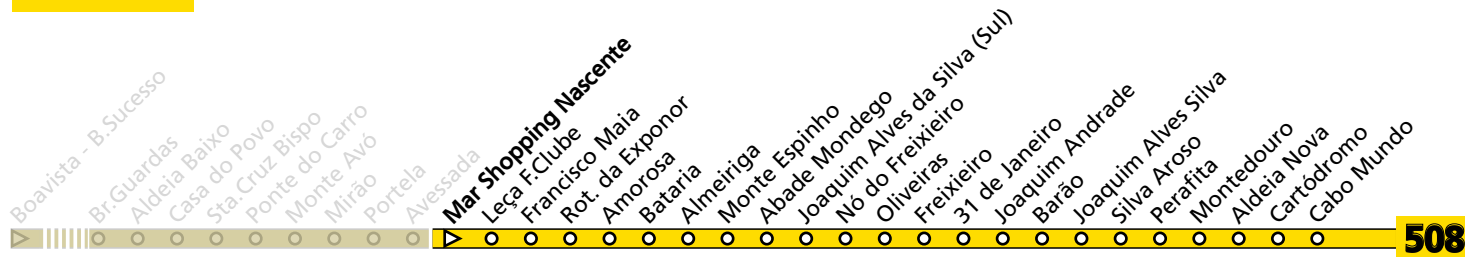 Boavista - B.Sucesso
Br.Guardas
Aldeia Baixo
Casa do Povo
Sta.Cruz Bispo
Ponte do Carro
Monte Avó
Mirão
Portela
Avessada
Mar Shopping Nascente
Leça F.Clube
Francisco Maia
Rot. da Exponor
Amorosa
Bataria
Almeiriga
Monte Espinho
Abade Mondego
Joaquim Alves da Silva (Sul)
Nó do Freixieiro
Oliveiras
Freixieiro
31 de Janeiro
Joaquim Andrade
Barão
Joaquim Alves Silva
Silva Aroso
Perafita
Montedouro
Aldeia Nova
Cartódromo
Cabo Mundo
508